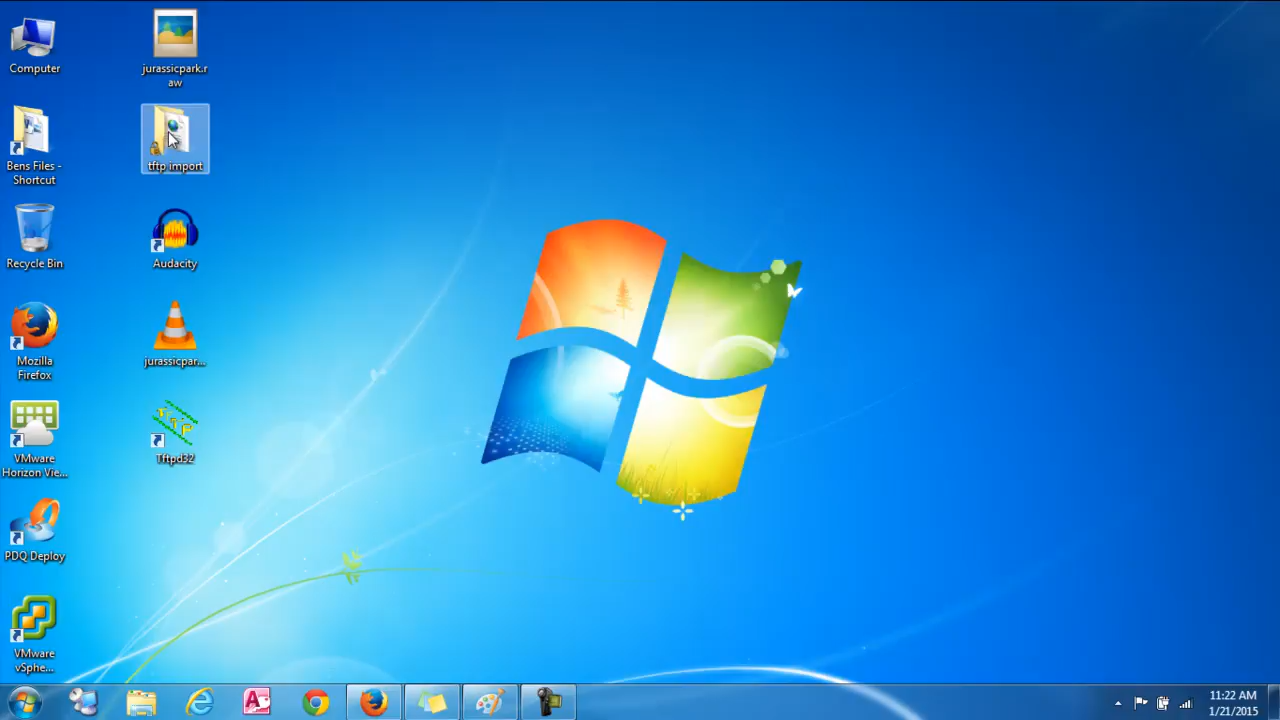 Computer
jurassicpark.r
aw
Bens Files -
Shortcut
tftp import
Recycle Bin
Audacity
Mozilla
Firefox
jurassicpar...
VMware
Horizon Vie...
Tftpd32
PDQ Deploy
VMware
vSphe...
11:22 AM
1/21/2015